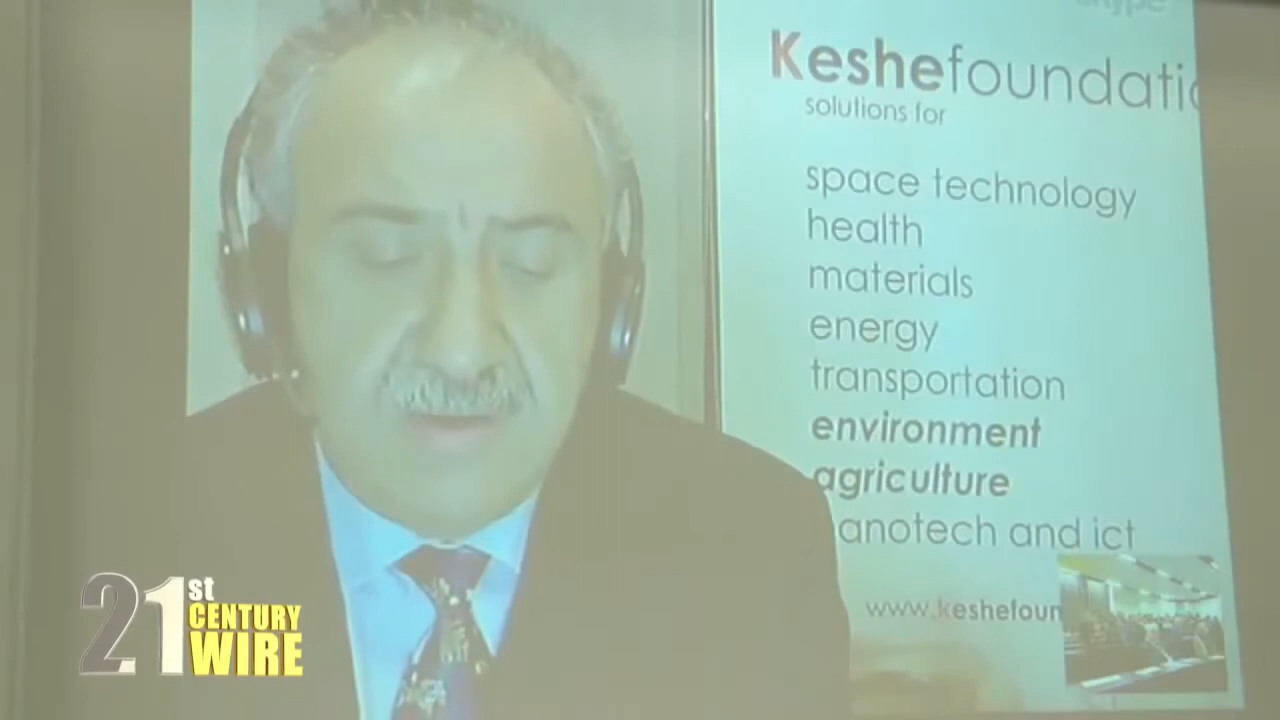 Keshefoundatio
solutions for
space technology
health
materials
energy
transportation
environment
agriculture
anotech and ict
www.keshefoun
21st
CENTURY
WIRE